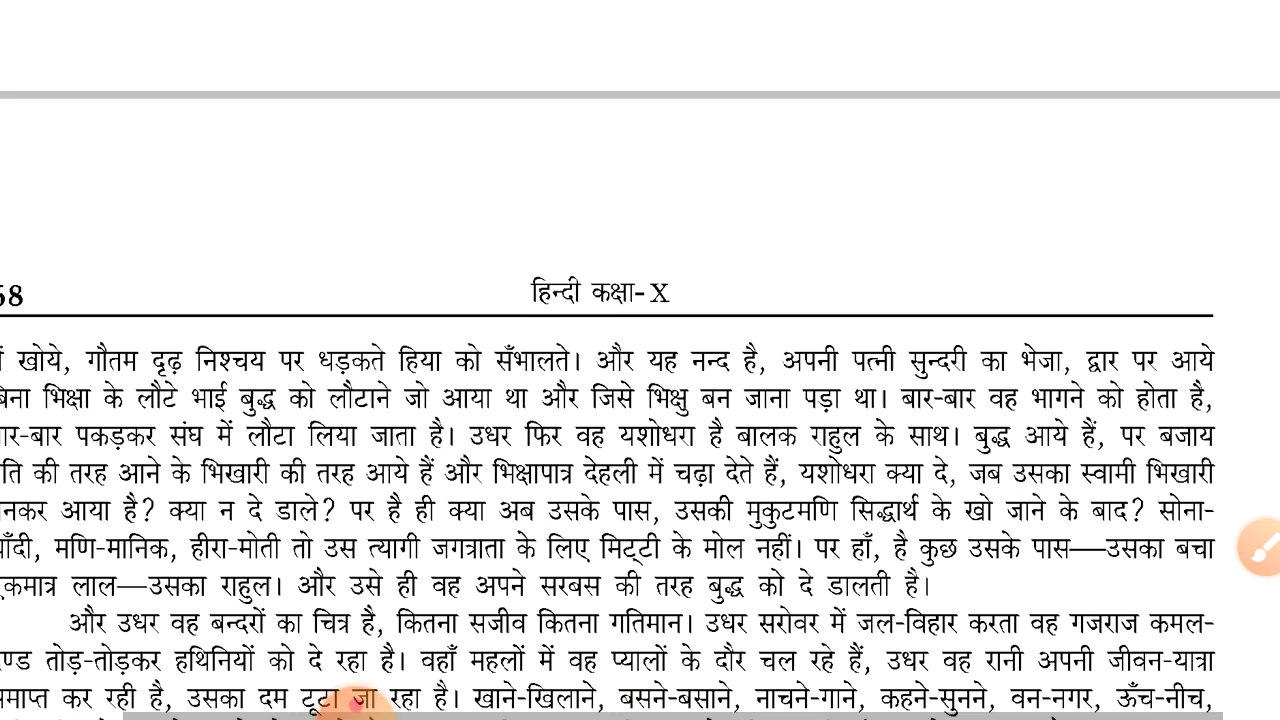 58 हिन्दी कक्षा-X
खोये, गौतम दृढ़ निश्चय पर धड़कते हिया को सँभालते। और यह नन्द है, अपनी पत्नी सुन्दरी का भेजा, द्वार पर आये
बिना भिक्षा के लौटे भाई बुद्ध को लौटाने जो आया था और जिसे भिक्षु बन जाना पड़ा था। बार-बार वह भागने को होता है,
बार-बार पकड़कर संघ में लौटा लिया जाता है। उधर फिर वह यशोधरा है बालक राहुल के साथ। बुद्ध आये हैं, पर बजाय
पति की तरह आने के भिखारी की तरह आये हैं और भिक्षापात्र देहली में चढ़ा देते हैं, यशोधरा क्या दे, जब उसका स्वामी भिखारी
बनकर आया है? क्या न दे डाले? पर है ही क्या अब उसके पास, उसकी मुकुटमणि सिद्धार्थ के खो जाने के बाद? सोना-
चाँदी, मणि-मानिक, हीरा-मोती तो उस त्यागी जगत्राता के लिए मिट्टी के मोल नहीं। पर हाँ, है कुछ उसके पास—उसका बचा
एकमात्र लाल—उसका राहुल। और उसे ही वह अपने सरबस की तरह बुद्ध को दे डालती है।
और उधर वह बन्दरों का चित्र है, कितना सजीव कितना गतिमान। उधर सरोवर में जल-विहार करता वह गजराज कमल-
दण्ड तोड़-तोड़कर हथिनियों को दे रहा है। वहाँ महलों में वह प्यालों के दौर चल रहे हैं, उधर वह रानी अपनी जीवन-यात्रा
समाप्त कर रही है, उसका दम टूटा जा रहा है। खाने-खिलाने, बसने-बसाने, नाचने-गाने, कहने-सुनने, वन-नगर, ऊँच-नीच,